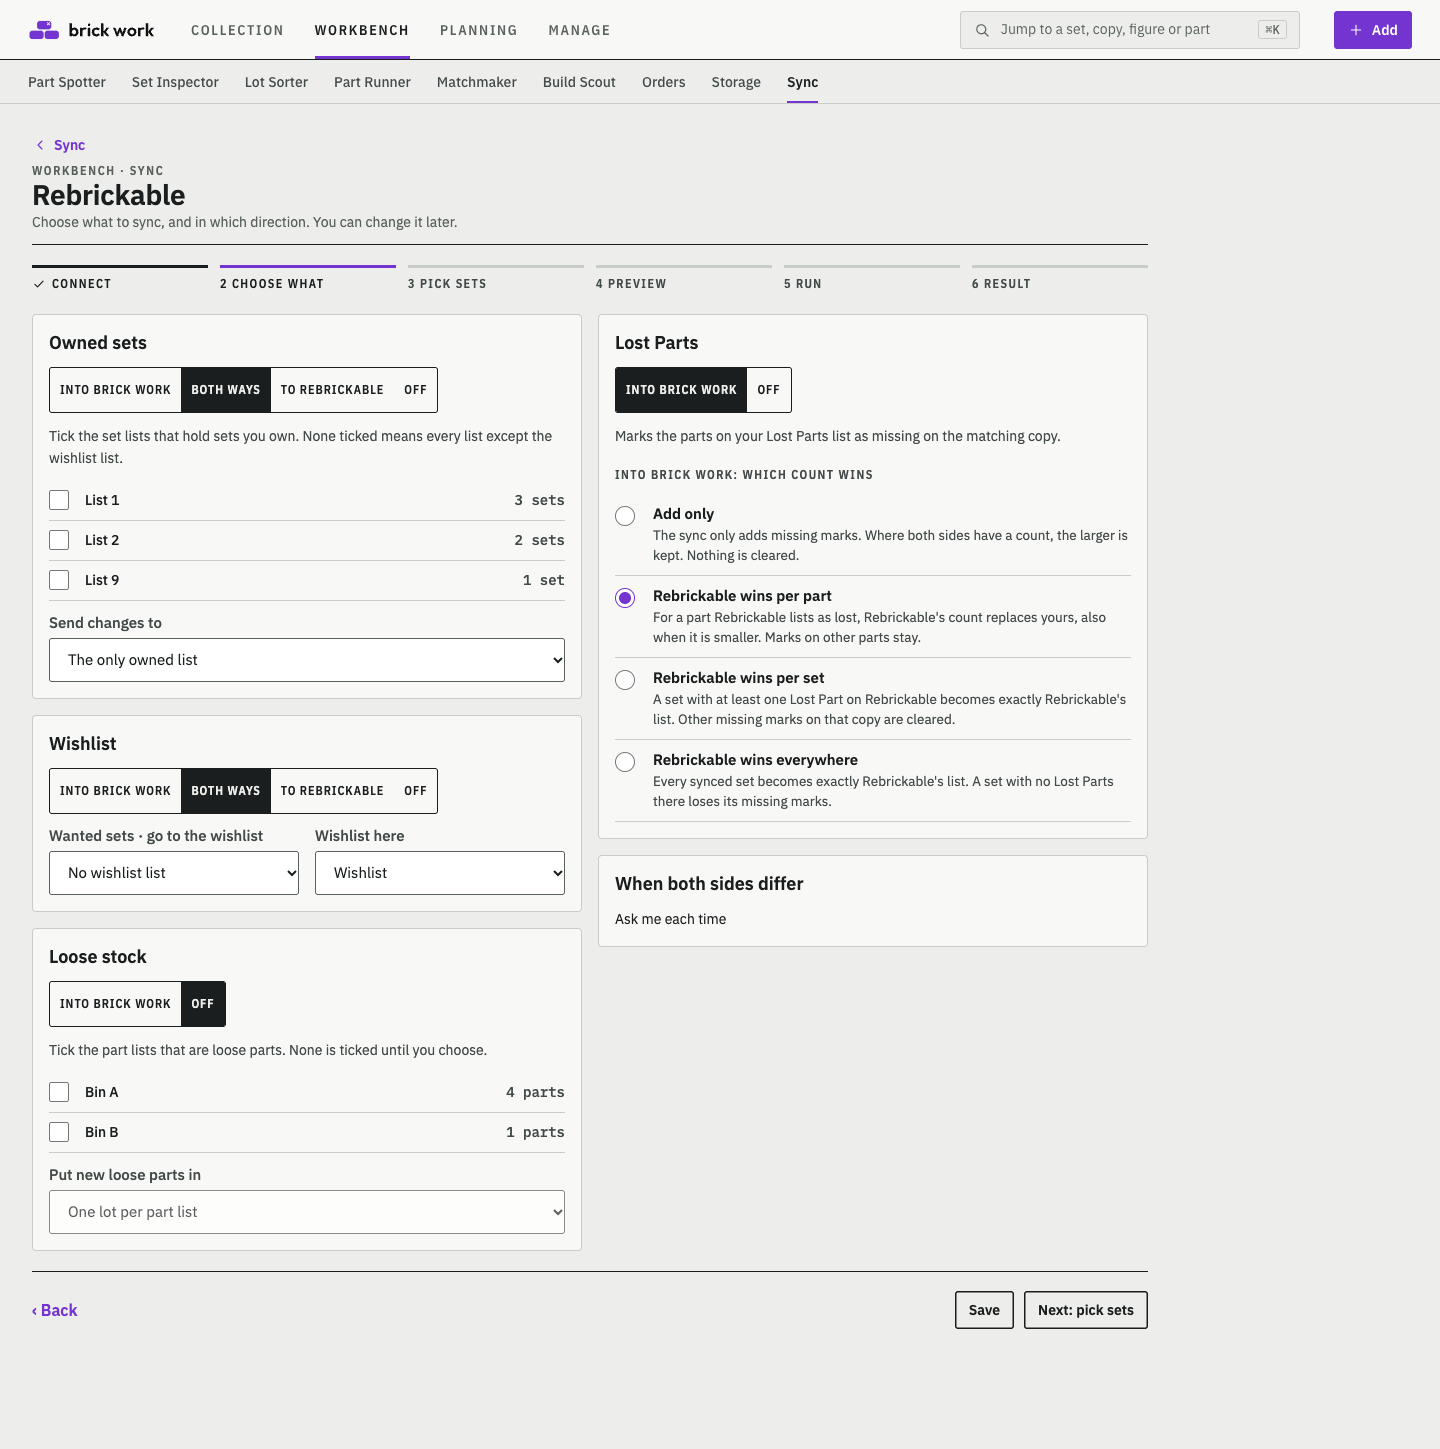 brick work
COLLECTION
WORKBENCH
PLANNING
MANAGE
Jump to a set, copy, figure or part
⌘K
+ Add
Part Spotter
Set Inspector
Lot Sorter
Part Runner
Matchmaker
Build Scout
Orders
Storage
Sync
‹ Sync
WORKBENCH · SYNC
Rebrickable
Choose what to sync, and in which direction. You can change it later.
✓ CONNECT
2 CHOOSE WHAT
3 PICK SETS
4 PREVIEW
5 RUN
6 RESULT
Owned sets
INTO BRICK WORK
BOTH WAYS
TO REBRICKABLE
OFF
Tick the set lists that hold sets you own. None ticked means every list except the
wishlist list.
List 1
3 sets
List 2
2 sets
List 9
1 set
Send changes to
The only owned list
Wishlist
INTO BRICK WORK
BOTH WAYS
TO REBRICKABLE
OFF
Wanted sets · go to the wishlist
Wishlist here
No wishlist list
Wishlist
Loose stock
INTO BRICK WORK
OFF
Tick the part lists that are loose parts. None is ticked until you choose.
Bin A
4 parts
Bin B
1 parts
Put new loose parts in
One lot per part list
Lost Parts
INTO BRICK WORK
OFF
Marks the parts on your Lost Parts list as missing on the matching copy.
INTO BRICK WORK: WHICH COUNT WINS
Add only
The sync only adds missing marks. Where both sides have a count, the larger is
kept. Nothing is cleared.
Rebrickable wins per part
For a part Rebrickable lists as lost, Rebrickable's count replaces yours, also
when it is smaller. Marks on other parts stay.
Rebrickable wins per set
A set with at least one Lost Part on Rebrickable becomes exactly Rebrickable's
list. Other missing marks on that copy are cleared.
Rebrickable wins everywhere
Every synced set becomes exactly Rebrickable's list. A set with no Lost Parts
there loses its missing marks.
When both sides differ
Ask me each time
‹ Back
Save
Next: pick sets